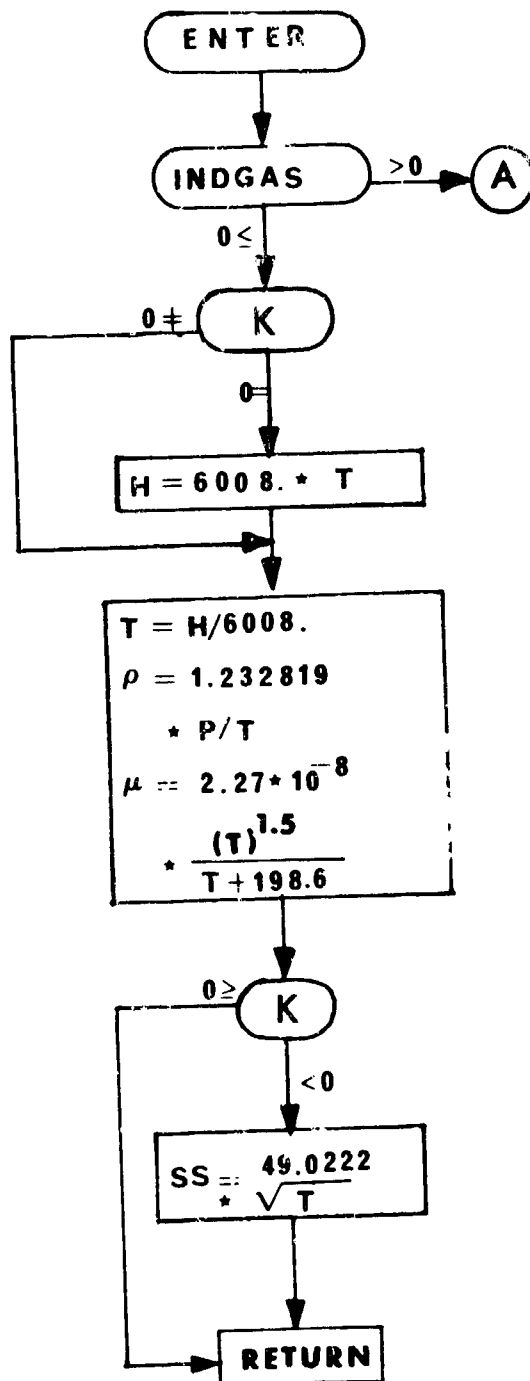 ENTER
INDGAS
>0
A
0≤
0≠
K
0=
H = 6008. * T
T = H/6008.
ρ = 1.232819
* P/T
μ = 2.27*10^-8
* (T)^1.5 / T+198.6
0≥
K
<0
SS = 49.0222
* √T
RETURN